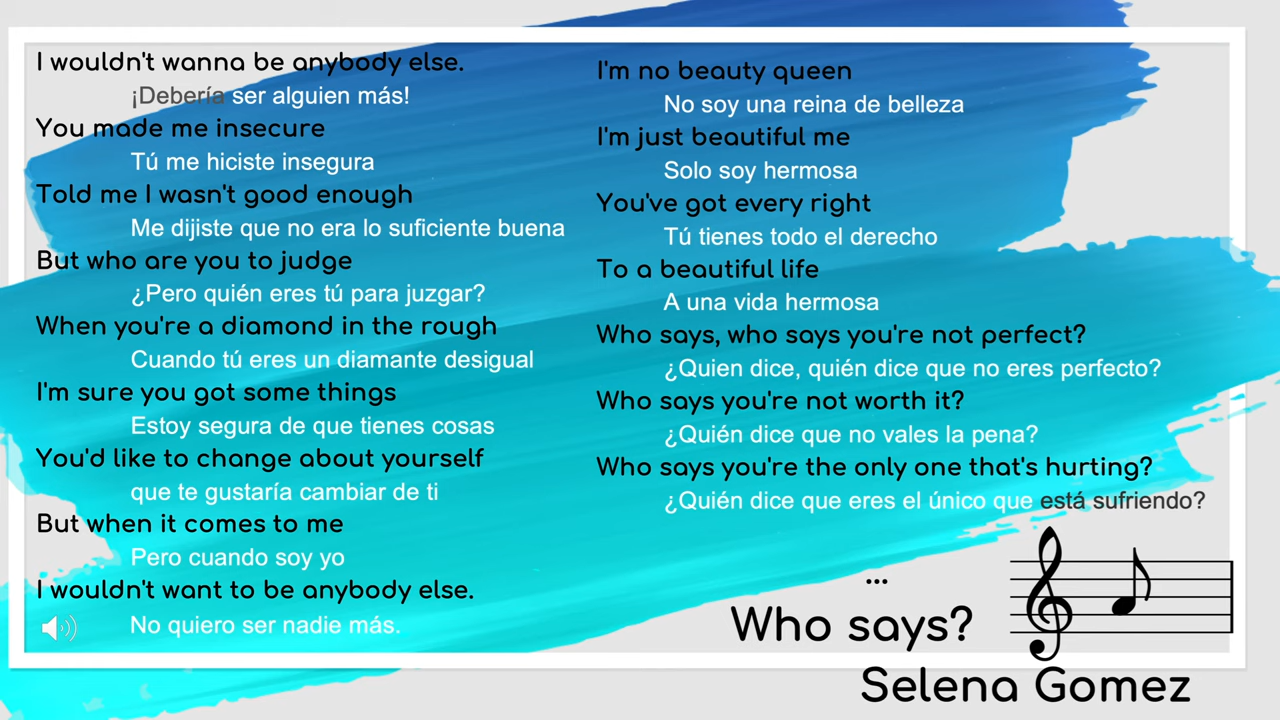 I wouldn't wanna be anybody else.
¡Debería ser alguien más!
You made me insecure
Tú me hiciste insegura
Told me I wasn't good enough
Me dijiste que no era lo suficiente buena
But who are you to judge
¿Pero quién eres tú para juzgar?
When you're a diamond in the rough
Cuando tú eres un diamante desigual
I'm sure you got some things
Estoy segura de que tienes cosas
You'd like to change about yourself
que te gustaría cambiar de ti
But when it comes to me
Pero cuando soy yo
I wouldn't want to be anybody else.
No quiero ser nadie más.
I'm no beauty queen
No soy una reina de belleza
I'm just beautiful me
Solo soy hermosa
You've got every right
Tú tienes todo el derecho
To a beautiful life
A una vida hermosa
Who says, who says you're not perfect?
¿Quien dice, quién dice que no eres perfecto?
Who says you're not worth it?
¿Quién dice que no vales la pena?
Who says you're the only one that's hurting?
¿Quién dice que eres el único que está sufriendo?
...
Who says?
Selena Gomez